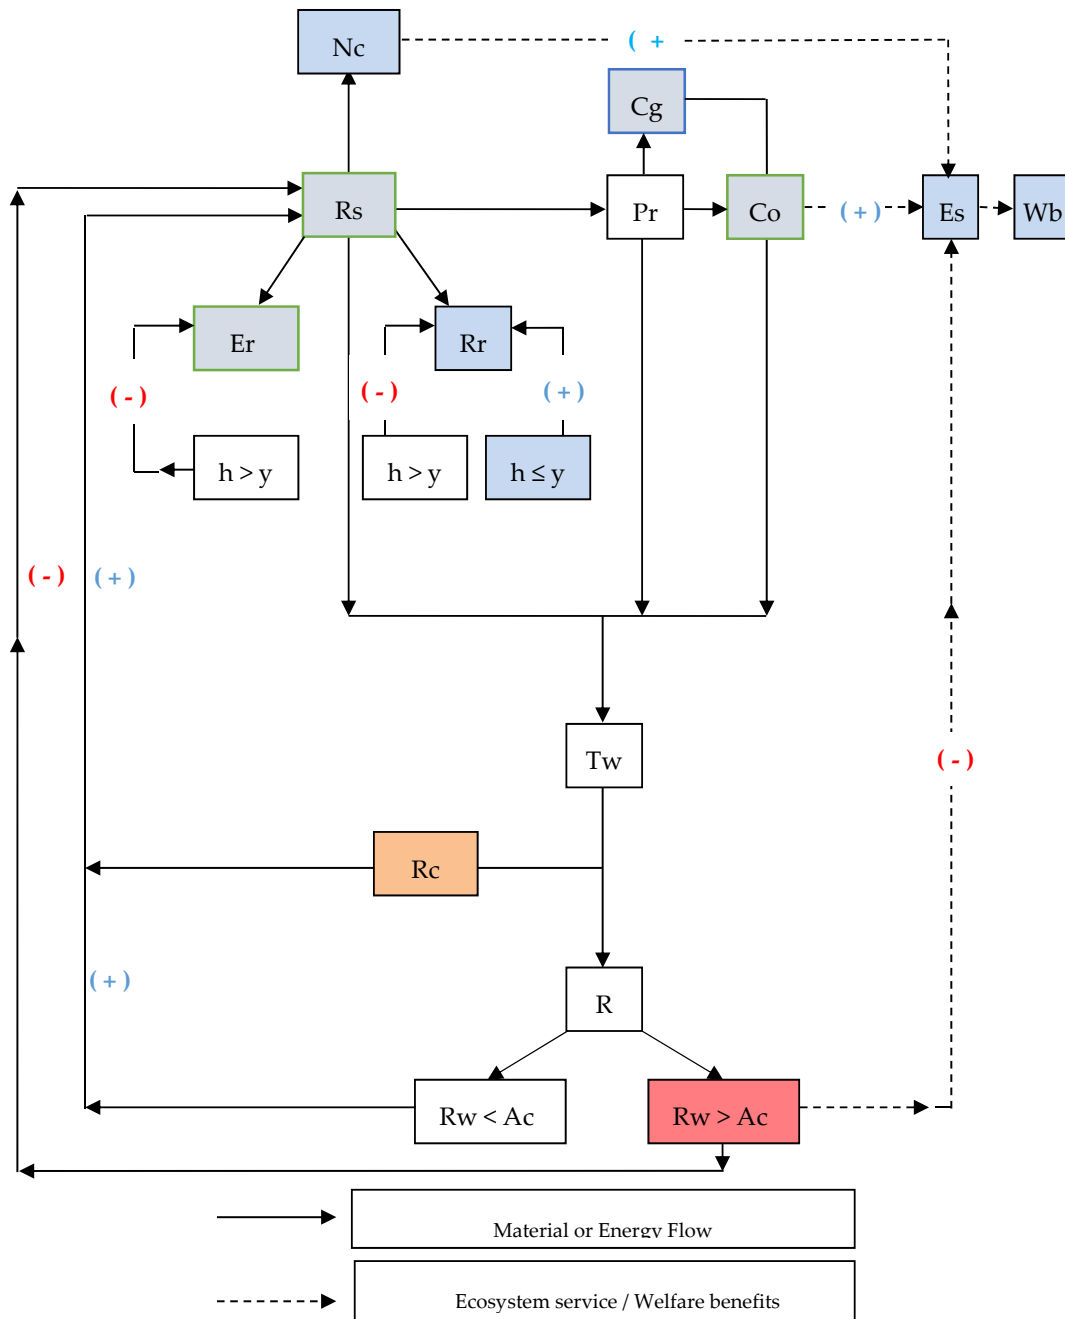 Nc
( +
Cg
Rs
Pr
Co
( + )
Es
Wb
Er
Rr
( - )
( - )
( + )
h > y
h > y
h ≤ y
( - )
( + )
Tw
( - )
Rc
( + )
R
Rw < Ac
Rw > Ac
Material or Energy Flow
Ecosystem service / Welfare benefits